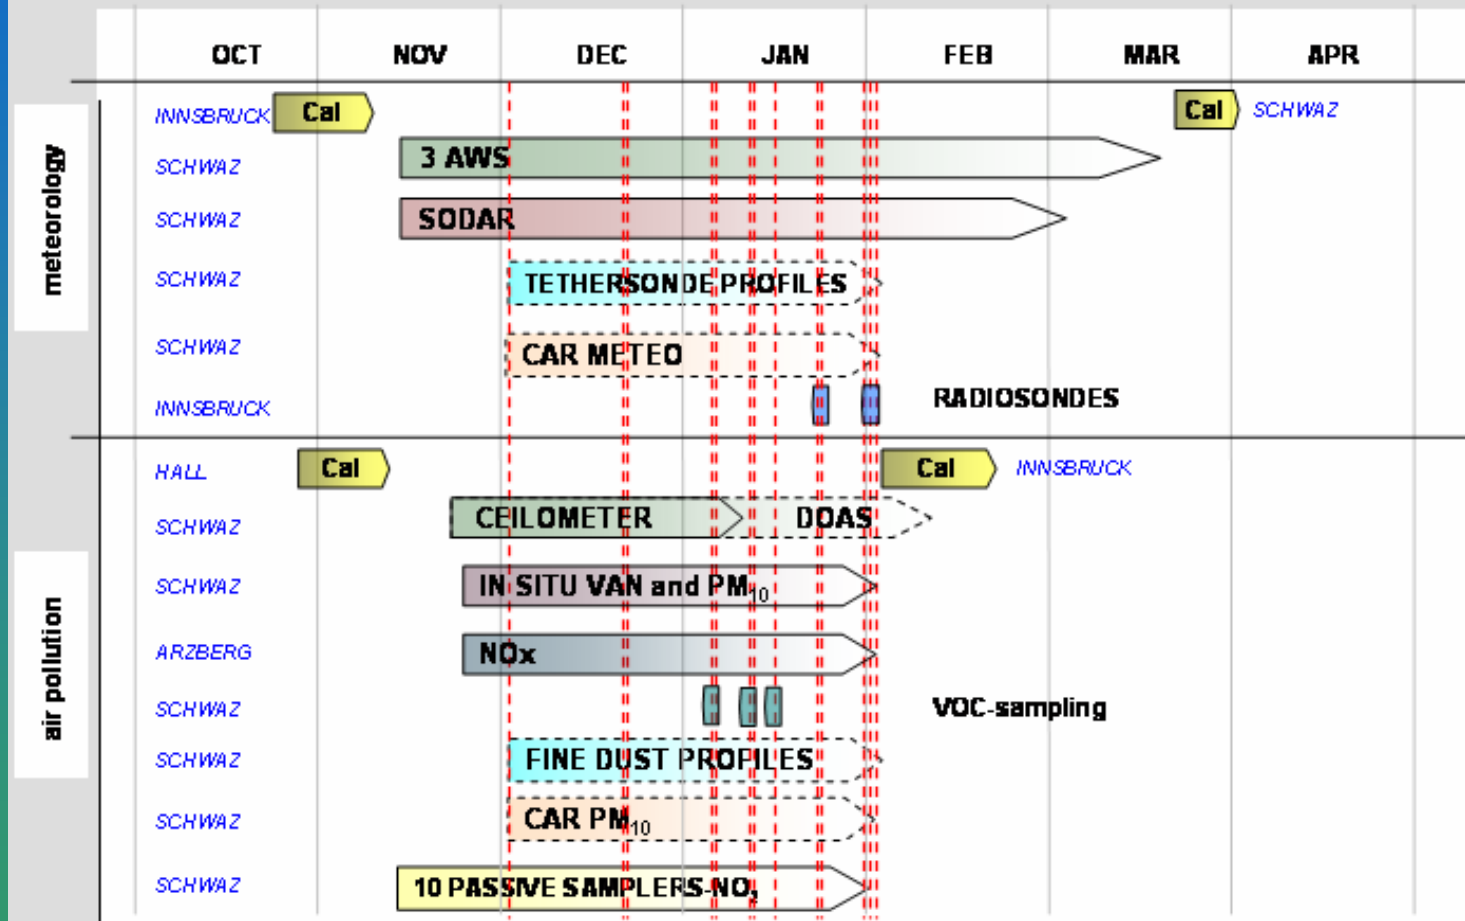 OCT NOV DEC JAN FEB MAR APR
meteorology
INNSBRUCK Cal Cal SCHWAZ
SCHWAZ 3 AWS
SCHWAZ SODAR
SCHWAZ TETHERSONDE PROFILES
SCHWAZ CAR METEO
INNSBRUCK RADIOSONDES
air pollution
HALL Cal Cal INNSBRUCK
SCHWAZ CEILOMETER DOAS
SCHWAZ IN SITU VAN and PM10
ARZBERG NOx
SCHWAZ VOC-sampling
SCHWAZ FINE DUST PROFILES
SCHWAZ CAR PM10
SCHWAZ 10 PASSIVE SAMPLERS-NO2